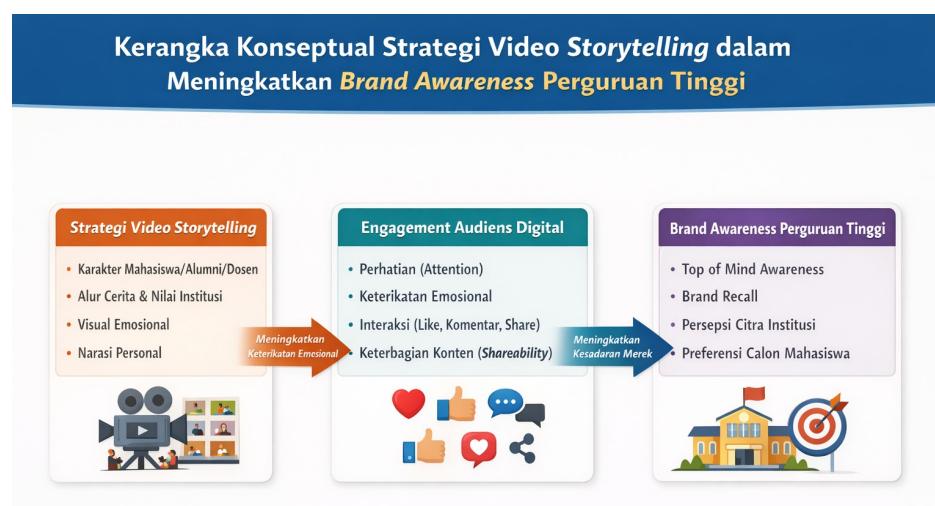 Kerangka Konseptual Strategi Video Storytelling dalam
Meningkatkan Brand Awareness Perguruan Tinggi
Strategi Video Storytelling
• Karakter Mahasiswa/Alumni/Dosen
• Alur Cerita & Nilai Institusi
• Visual Emosional
• Narasi Personal
Meningkatkan
Keterikatan Emesional
Engagement Audiens Digital
• Perhatian (Attention)
• Keterikatan Emosional
• Interaksi (Like, Komentar, Share)
• Keterbagian Konten (Shareability)
Meningkatkan
Kesadaran Merek
Brand Awareness Perguruan Tinggi
• Top of Mind Awareness
• Brand Recall
• Persepsi Citra Institusi
• Preferensi Calon Mahasiswa